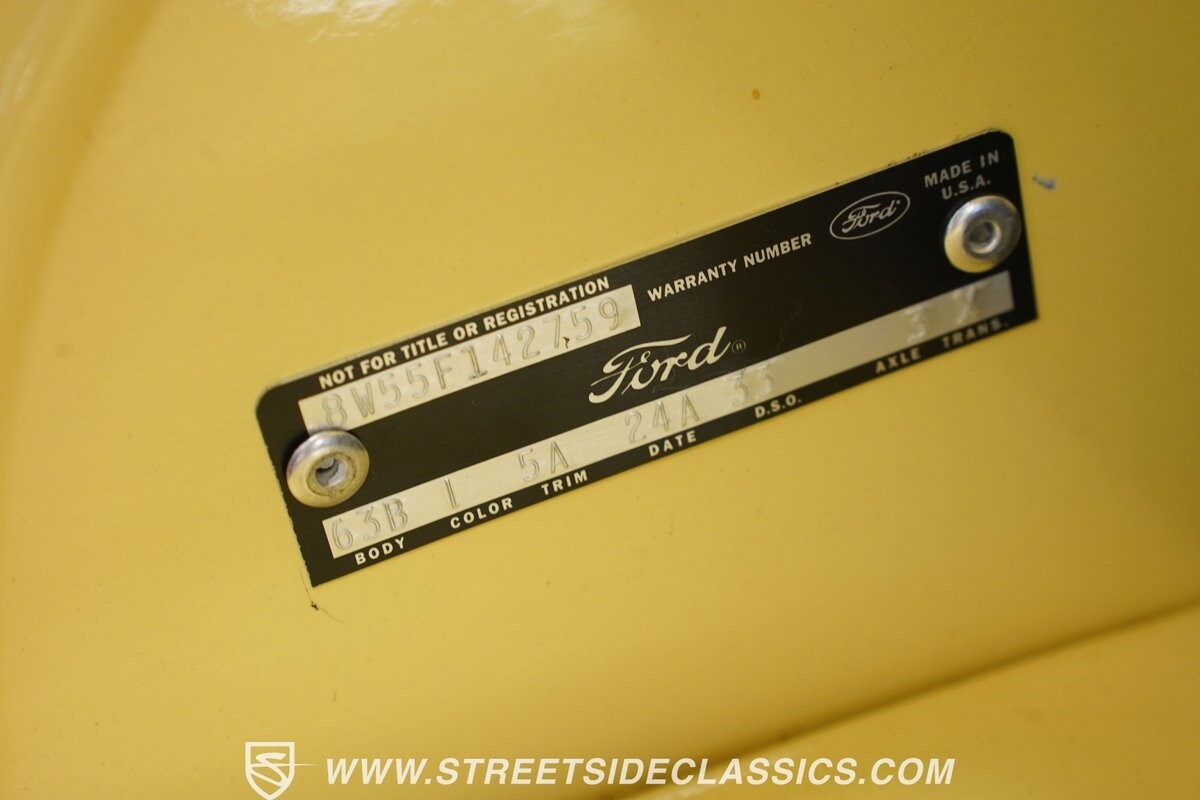 MADE IN
U.S.A.
Ford
WARRANTY NUMBER
NOT FOR TITLE OR REGISTRATION
8W55F142759
Ford ®
63B I 5A 24A 33 3 X
BODY COLOR TRIM DATE D.S.O. AXLE TRANS.
WWW.STREETSIDECLASSICS.COM